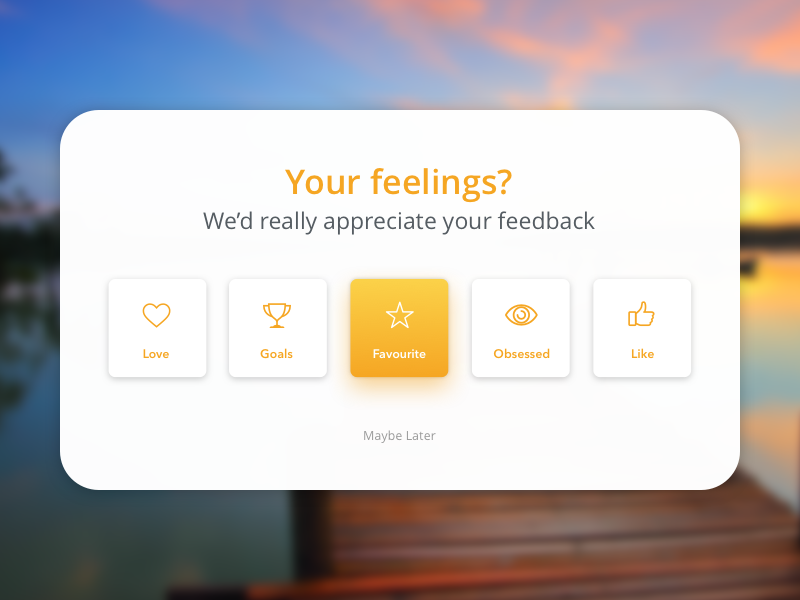 Your feelings?
We’d really appreciate your feedback
Love
Goals
Favourite
Obsessed
Like
Maybe Later